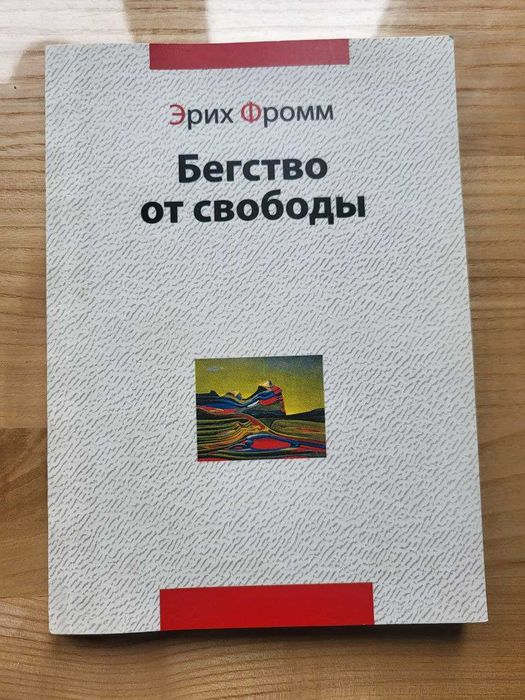 Эрих Фромм
Бегство
от свободы